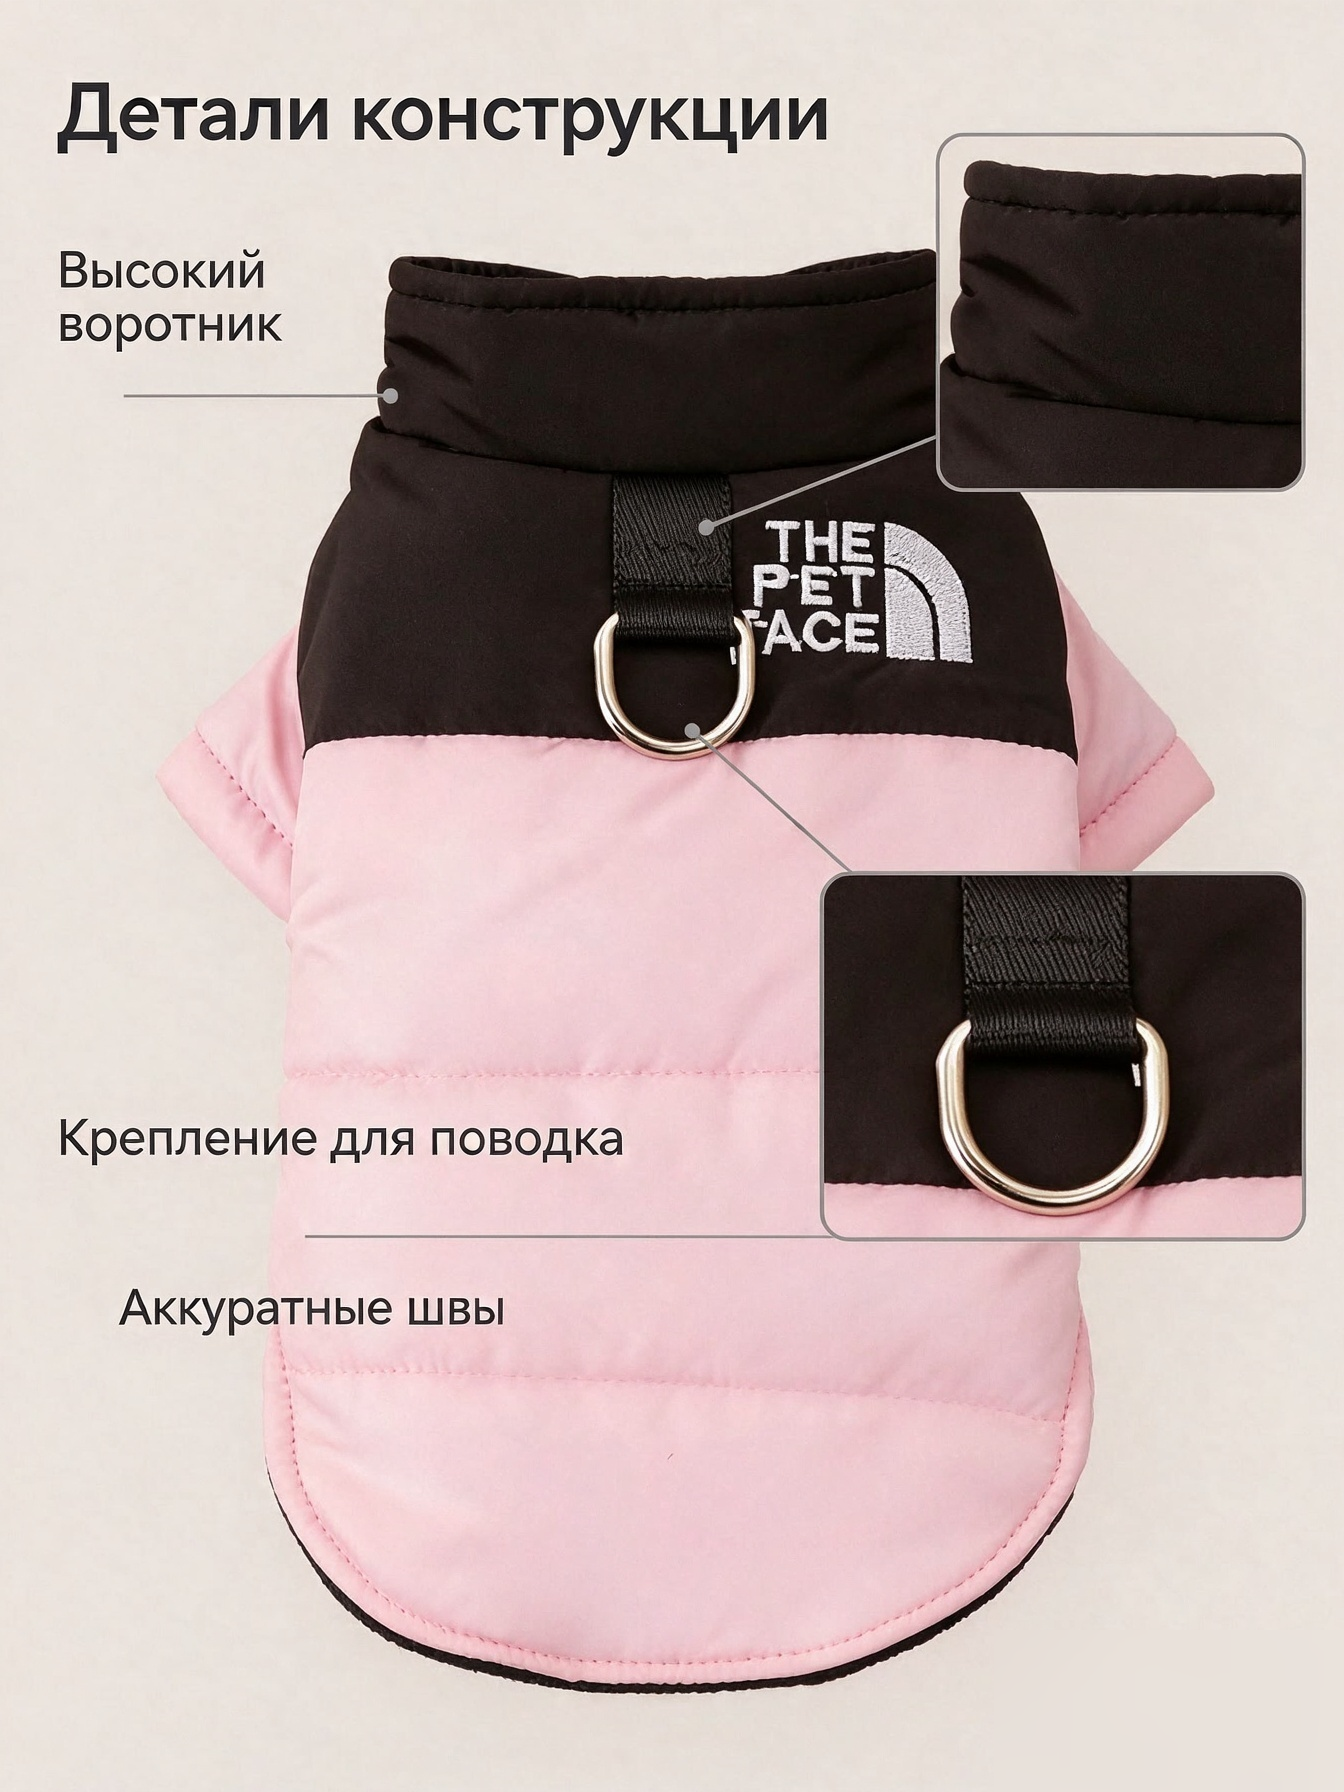 Детали конструкции
Высокий
воротник
THE
PET
FACE
Крепление для поводка
Аккуратные швы